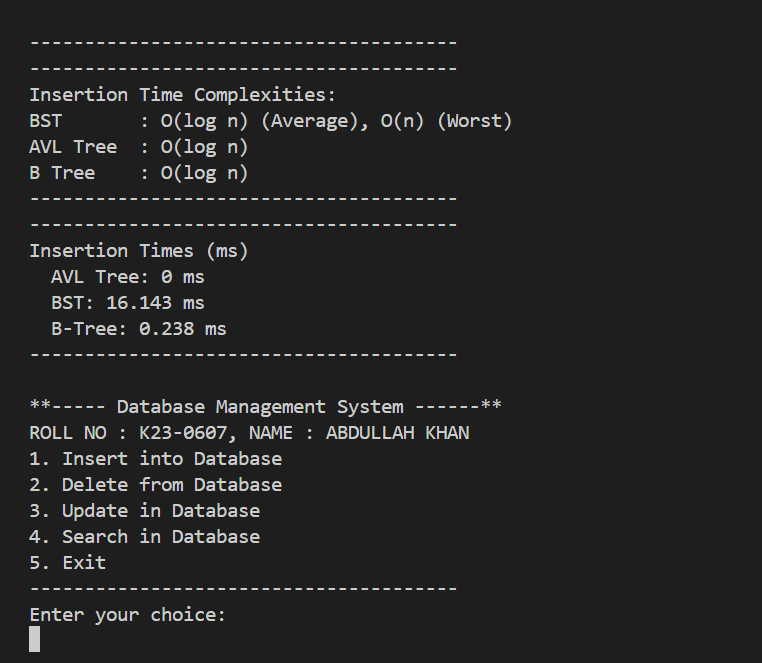 ---------------------------------------
---------------------------------------
Insertion Time Complexities:
BST       : O(log n) (Average), O(n) (Worst)
AVL Tree  : O(log n)
B Tree    : O(log n)
---------------------------------------
---------------------------------------
Insertion Times (ms)
  AVL Tree: 0 ms
  BST: 16.143 ms
  B-Tree: 0.238 ms
---------------------------------------
**----- Database Management System ------**
ROLL NO : K23-0607, NAME : ABDULLAH KHAN
1. Insert into Database
2. Delete from Database
3. Update in Database
4. Search in Database
5. Exit
---------------------------------------
Enter your choice: